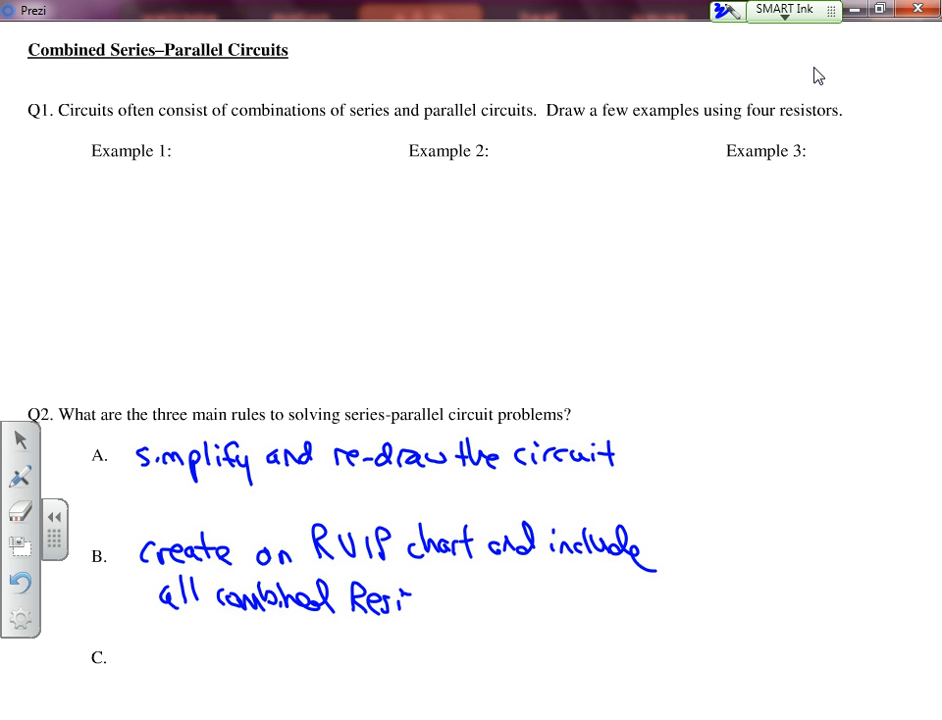 Prezi
SMART Ink
Combined Series–Parallel Circuits
Q1. Circuits often consist of combinations of series and parallel circuits. Draw a few examples using four resistors.
Example 1: Example 2: Example 3:
Q2. What are the three main rules to solving series-parallel circuit problems?
A. simplify and re-draw the circuit
B. create an RVIP chart and include
all combined Resi
C.